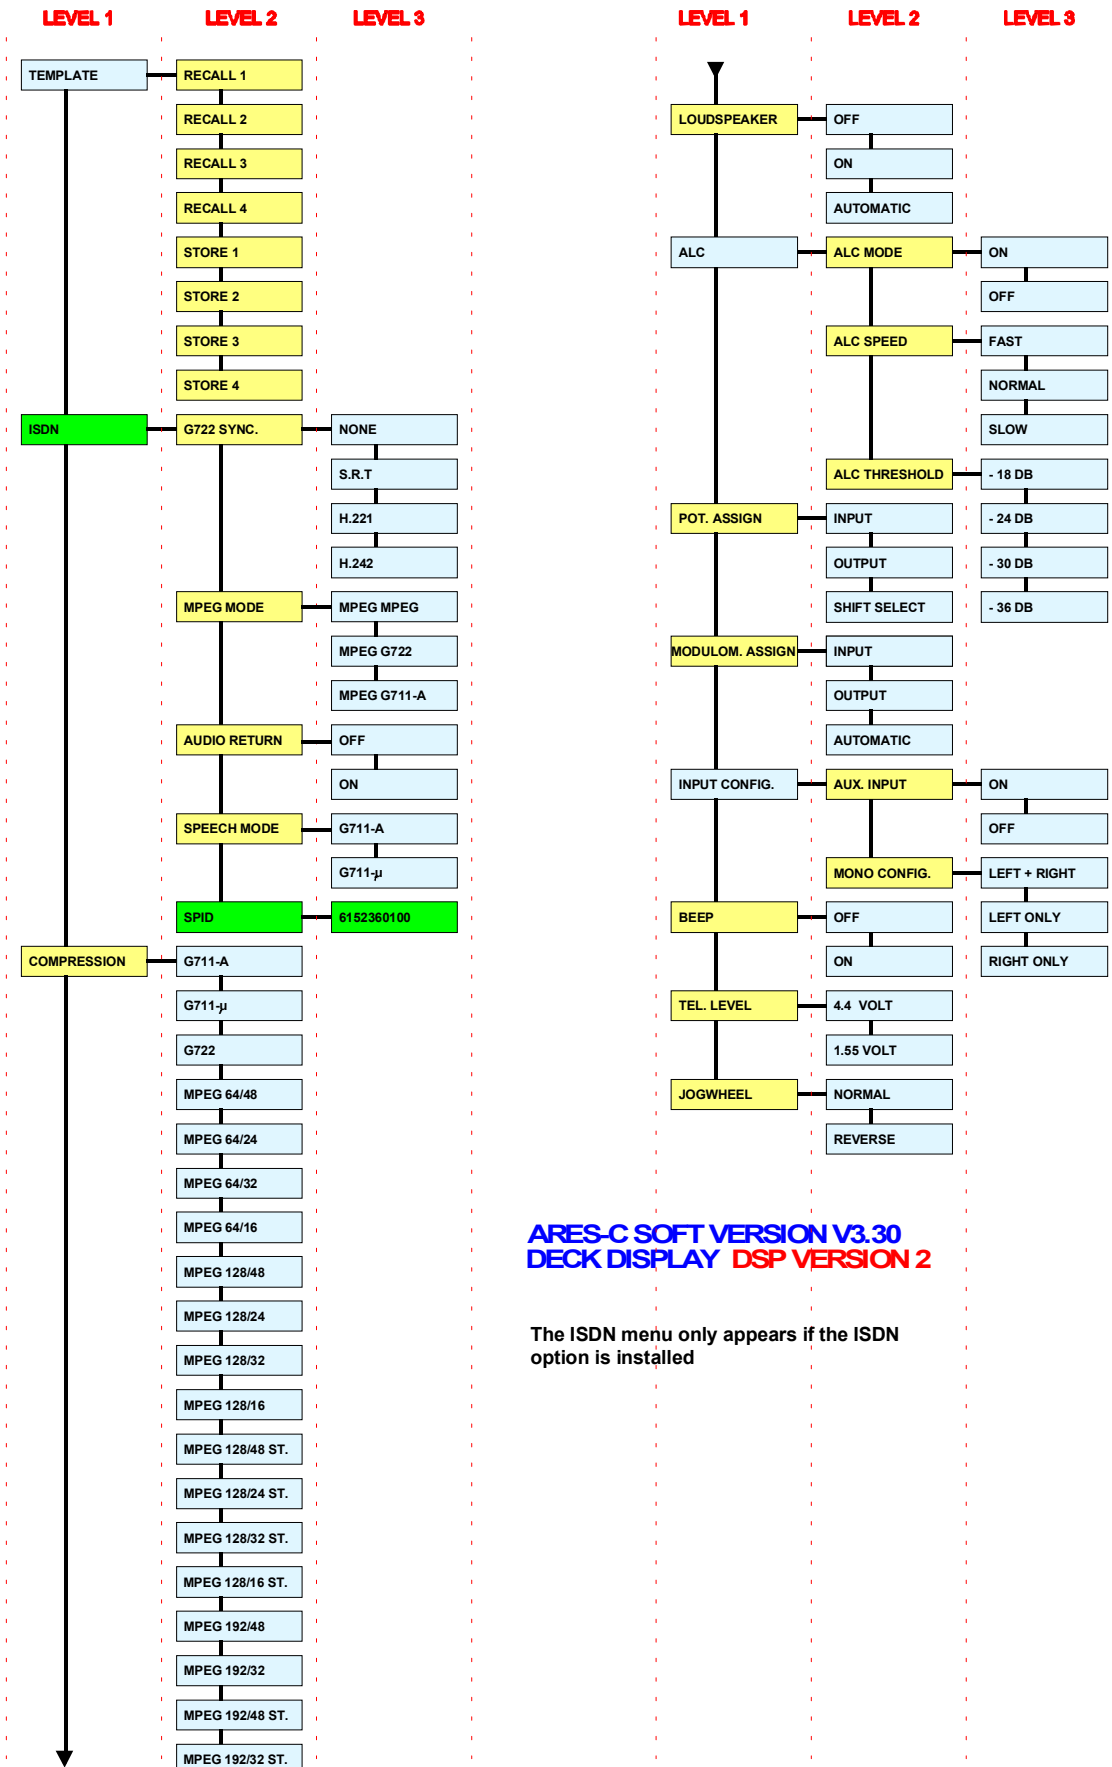 LEVEL 1
LEVEL 2
LEVEL 3
TEMPLATE
RECALL 1
RECALL 2
RECALL 3
RECALL 4
STORE 1
STORE 2
STORE 3
STORE 4
ISDN
G722 SYNC.
NONE
S.R.T
H.221
H.242
MPEG MODE
MPEG MPEG
MPEG G722
MPEG G711-A
AUDIO RETURN
OFF
ON
SPEECH MODE
G711-A
G711-µ
SPID
6152360100
COMPRESSION
G711-A
G711-µ
G722
MPEG 64/48
MPEG 64/24
MPEG 64/32
MPEG 64/16
MPEG 128/48
MPEG 128/24
MPEG 128/32
MPEG 128/16
MPEG 128/48 ST.
MPEG 128/24 ST.
MPEG 128/32 ST.
MPEG 128/16 ST.
MPEG 192/48
MPEG 192/32
MPEG 192/48 ST.
MPEG 192/32 ST.
LEVEL 1
LEVEL 2
LEVEL 3
LOUDSPEAKER
OFF
ON
AUTOMATIC
ALC
ALC MODE
ON
OFF
ALC SPEED
FAST
NORMAL
SLOW
ALC THRESHOLD
- 18 DB
- 24 DB
- 30 DB
- 36 DB
POT. ASSIGN
INPUT
OUTPUT
SHIFT SELECT
MODULOM. ASSIGN
INPUT
OUTPUT
AUTOMATIC
INPUT CONFIG.
AUX. INPUT
ON
OFF
MONO CONFIG.
LEFT + RIGHT
LEFT ONLY
RIGHT ONLY
BEEP
OFF
ON
TEL. LEVEL
4.4 VOLT
1.55 VOLT
JOGWHEEL
NORMAL
REVERSE
ARES-C SOFT VERSION V3.30
DECK DISPLAY DSP VERSION 2
The ISDN menu only appears if the ISDN
option is installed